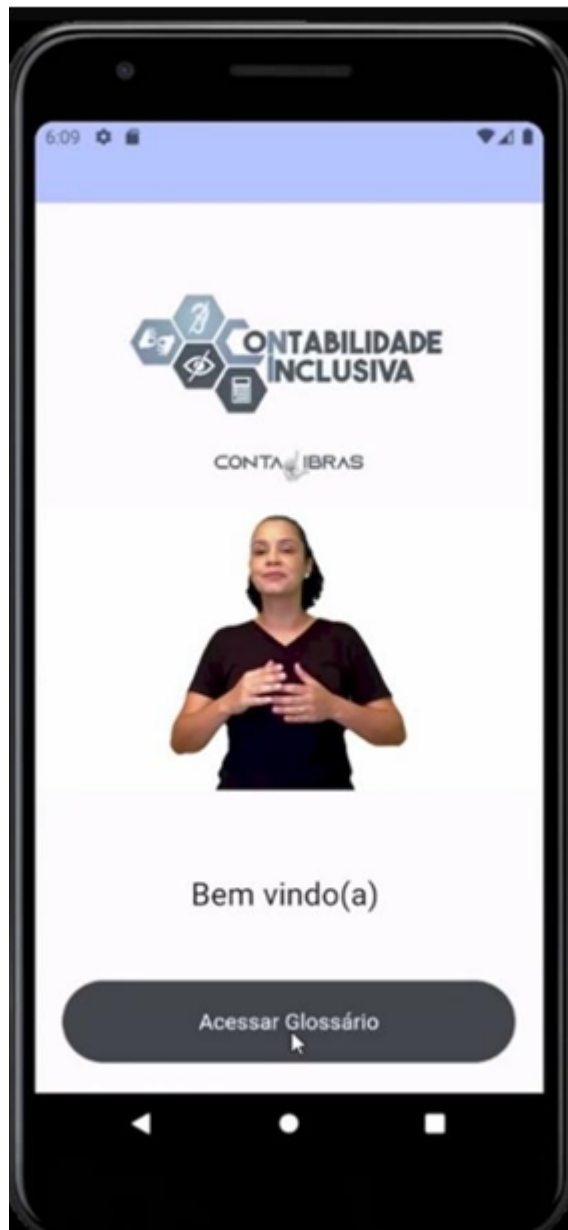 6:09
CONTABILIDADE
INCLUSIVA
CONTALIBRAS
Bem vindo(a)
Acessar Glossário